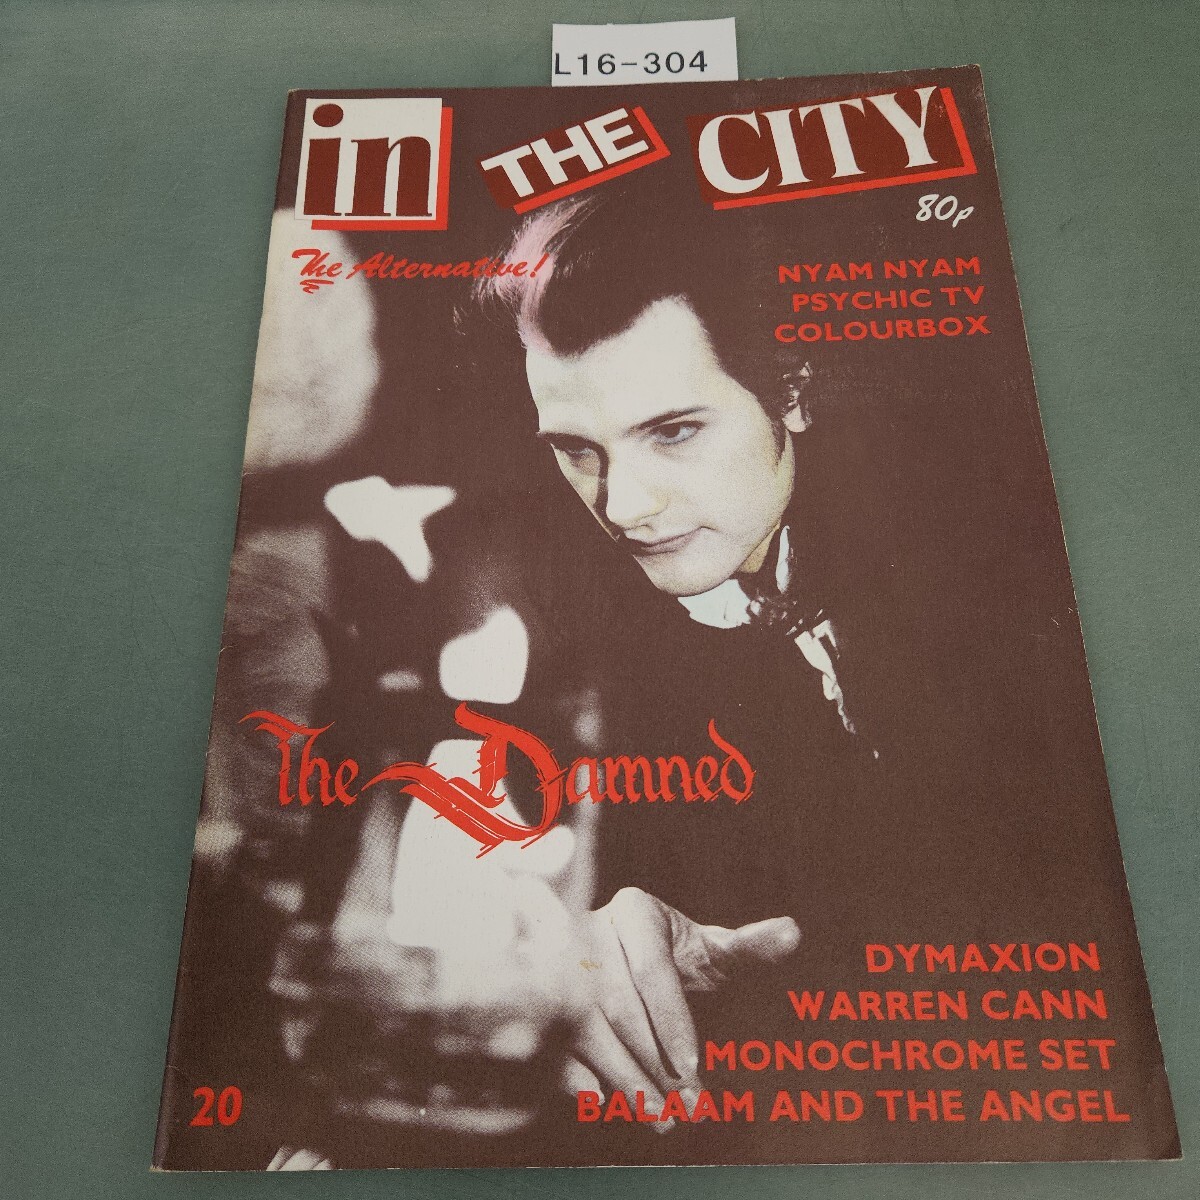 L16-304
in THE CITY
80p
The Alternative!
NYAM NYAM
PSYCHIC TV
COLOURBOX
The Damned
DYMAXION
WARREN CANN
MONOCHROME SET
BALAAM AND THE ANGEL
20